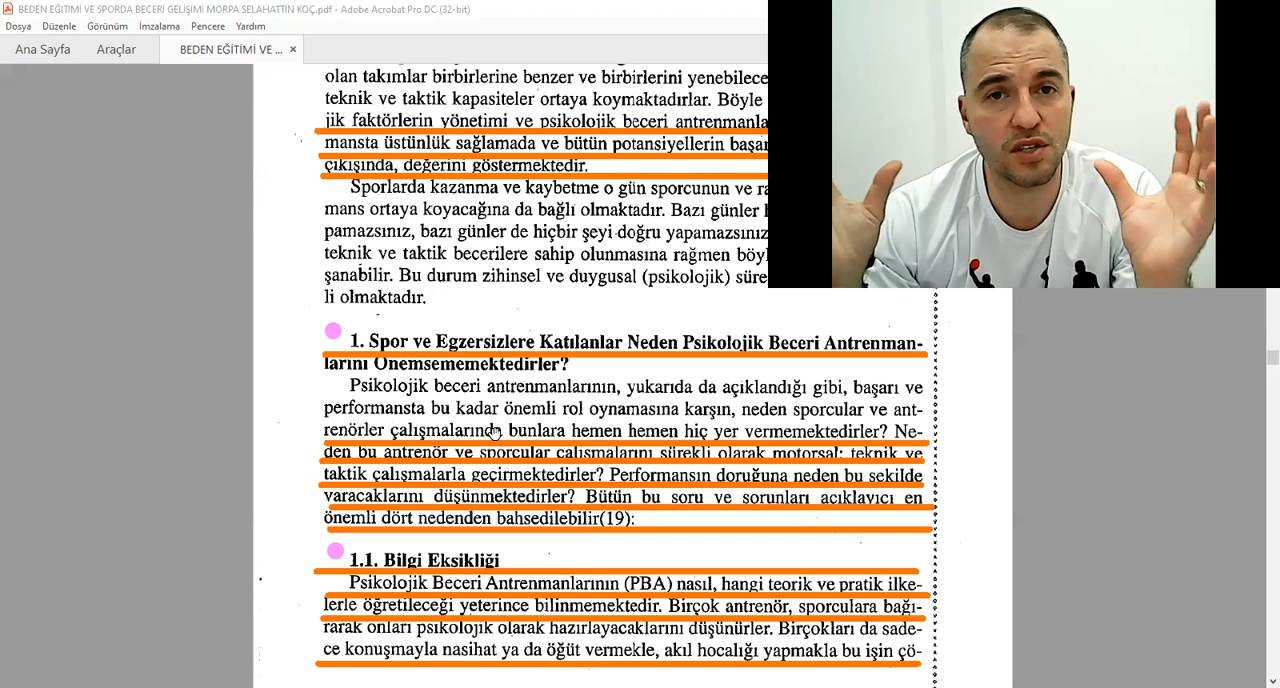 BEDEN EĞİTİMİ VE SPORDA BECERİ GELİŞİMİ MORPA SELAHATTİN KOÇ.pdf - Adobe Acrobat Pro DC (32-bit)
Dosya Düzenle Görünüm İmzalama Pencere Yardım
Ana Sayfa Araçlar BEDEN EĞİTİMİ VE ... ×
olan takımlar birbirlerine benzer ve birbirlerini yenebilece
teknik ve taktik kapasiteler ortaya koymaktadırlar. Böyle
jik faktörlerin yönetimi ve psikolojik beceri antrenmanla
mansta üstünlük sağlamada ve bütün potansiyellerin başar
çıkışında, değerini göstermektedir.
Sporlarda kazanma ve kaybetme o gün sporcunun ve ra
mans ortaya koyacağına da bağlı olmaktadır. Bazı günler
pamazsınız, bazı günler de hiçbir şeyi doğru yapamazsınız
teknik ve taktik becerilere sahip olunmasına rağmen böyl
şanabilir. Bu durum zihinsel ve duygusal (psikolojik) süre
li olmaktadır.
1. Spor ve Egzersizlere Katılanlar Neden Psikolojik Beceri Antrenman-
larını Önemsememektedirler?
Psikolojik beceri antrenmanlarının, yukarıda da açıklandığı gibi, başarı ve
performansta bu kadar önemli rol oynamasına karşın, neden sporcular ve ant-
renörler çalışmalarında bunlara hemen hemen hiç yer vermemektedirler? Ne-
den bu antrenör ve sporcular çalışmalarını sürekli olarak motorsal; teknik ve
taktik çalışmalarla geçirmektedirler? Performansın doruğuna neden bu şekilde
varacaklarını düşünmektedirler? Bütün bu soru ve sorunları açıklayıcı en
önemli dört nedenden bahsedilebilir(19):
1.1. Bilgi Eksikliği
Psikolojik Beceri Antrenmanlarının (PBA) nasıl, hangi teorik ve pratik ilke-
lerle öğretileceği yeterince bilinmemektedir. Birçok antrenör, sporculara bağı-
rarak onları psikolojik olarak hazırlayacaklarını düşünürler. Birçokları da sade-
ce konuşmayla nasihat ya da öğüt vermekle, akıl hocalığı yapmakla bu işin çö-